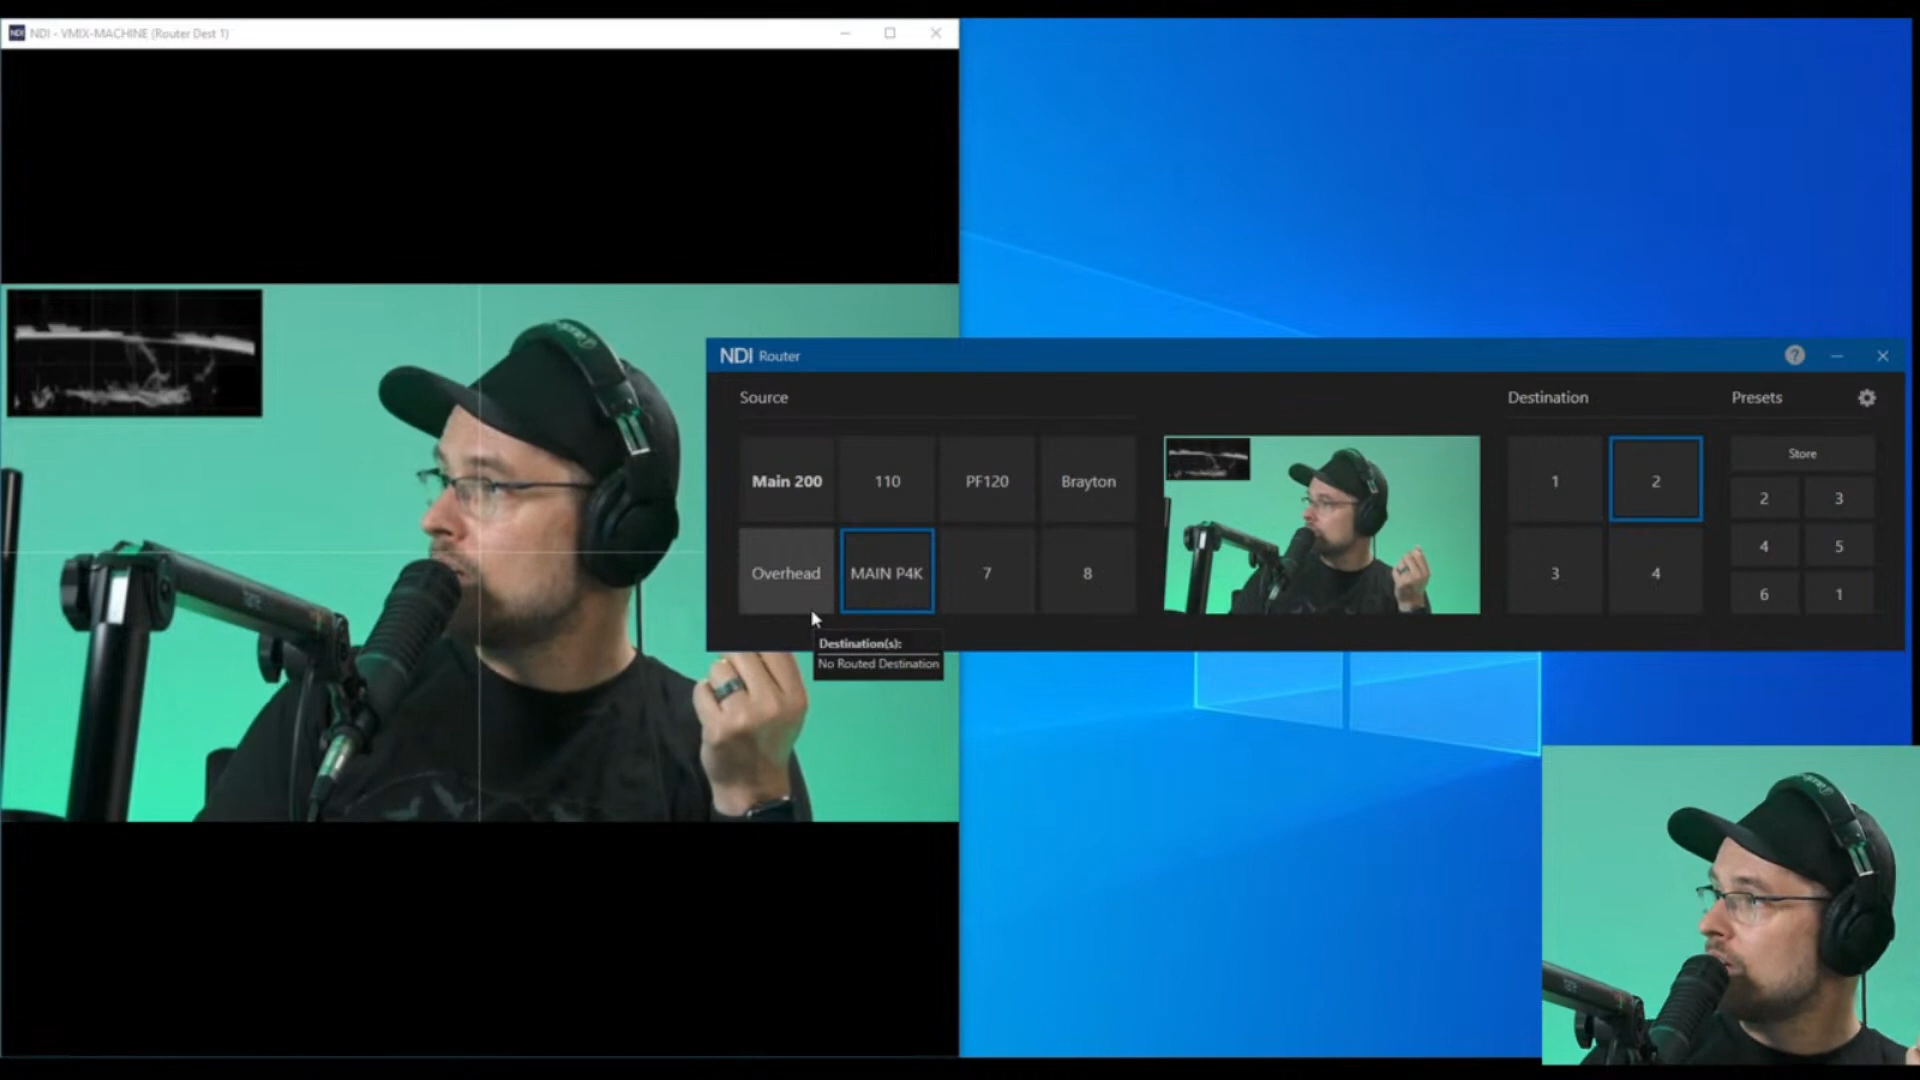 NDI - VMIX-MACHINE (Router Dest 1)
NDI Router
?
Source
Destination
Presets
Main 200
110
PF120
Brayton
Overhead
MAIN P4K
7
8
1
2
3
4
Store
2
3
4
5
6
1
Destination(s):
No Routed Destination